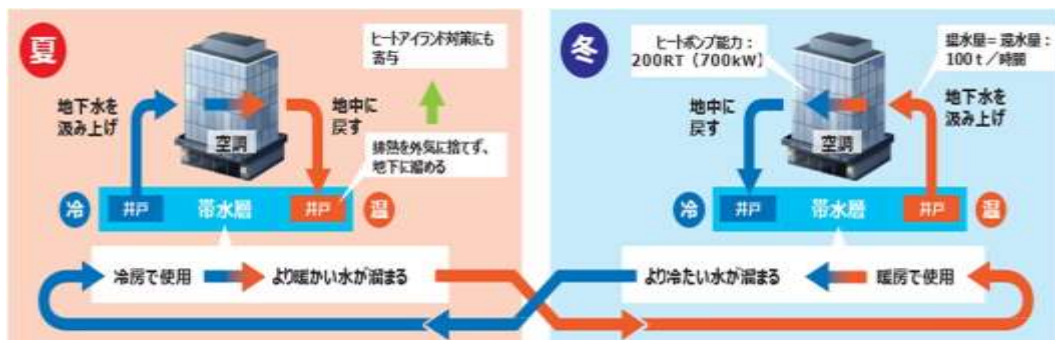 夏
ヒートアイランド対策にも
寄与
地下水を
汲み上げ
空調
地中に
戻す
排熱を外気に捨てず、
地下に溜める
冷
井戸
帯水層
井戸
温
冷房で使用
より暖かい水が溜まる
冬
ヒートポンプ能力：
200RT（700kW）
揚水量＝還水量：
100t／時間
地中に
戻す
空調
地下水を
汲み上げ
冷
井戸
帯水層
井戸
温
より冷たい水が溜まる
暖房で使用